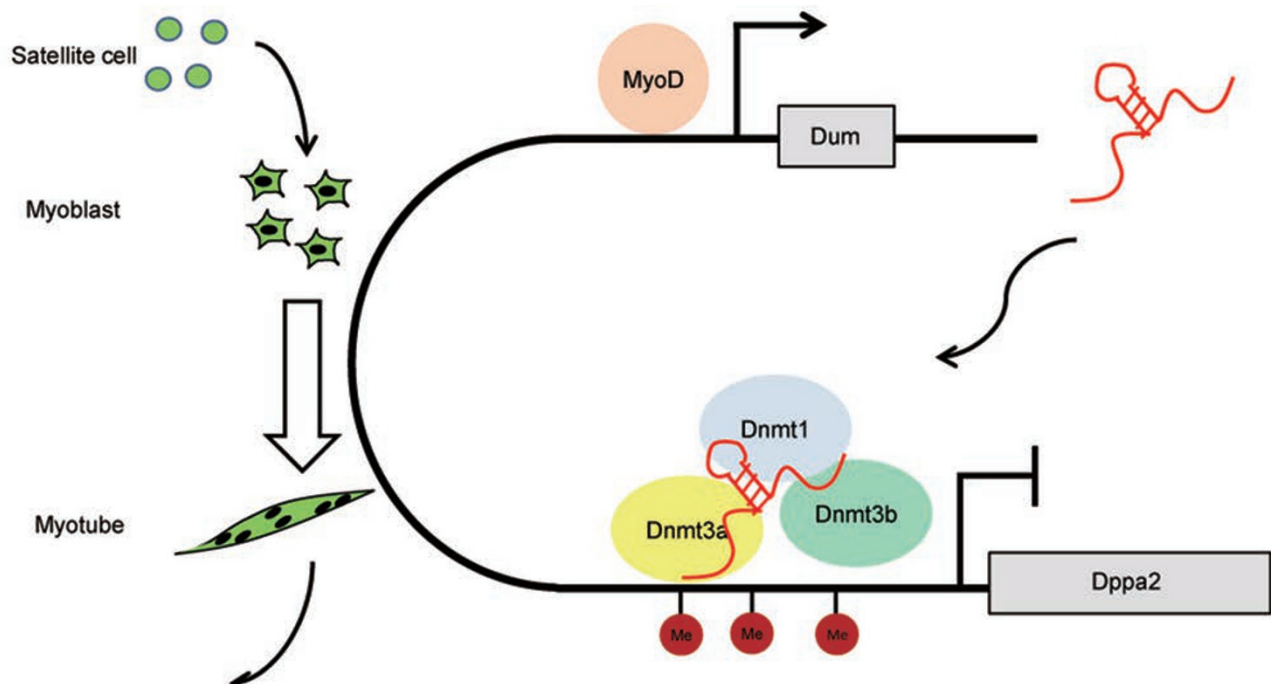 Satellite cell
MyoD
Dum
Myoblast
Dnmt1
Dnmt3a
Dnmt3b
Myotube
Dppa2
Me
Me
Me